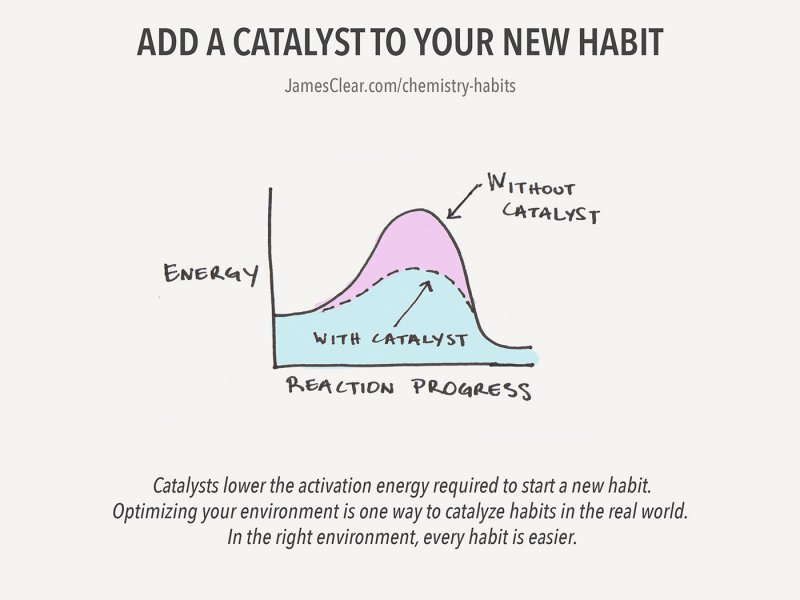 ADD A CATALYST TO YOUR NEW HABIT
JamesClear.com/chemistry-habits
WITHOUT
CATALYST
ENERGY
WITH CATALYST
REACTION PROGRESS
Catalysts lower the activation energy required to start a new habit.
Optimizing your environment is one way to catalyze habits in the real world.
In the right environment, every habit is easier.